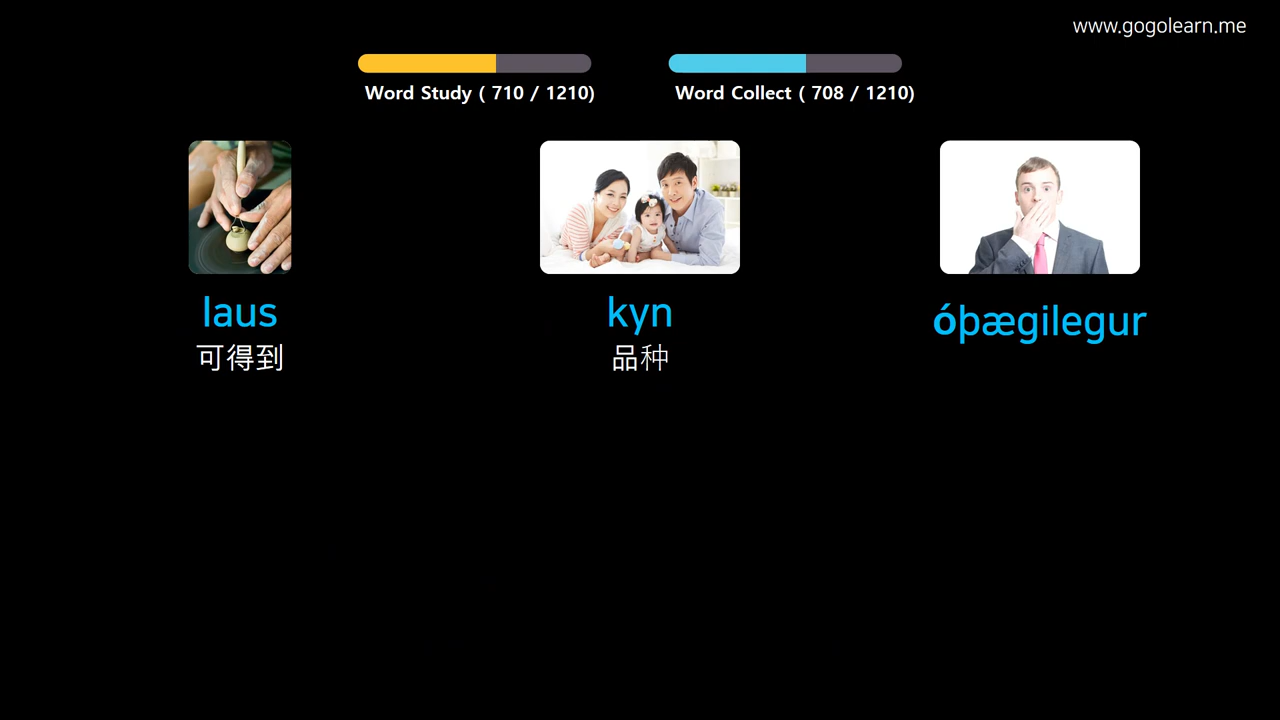 www.gogolearn.me
Word Study ( 710 / 1210)
Word Collect ( 708 / 1210)
laus
可得到
kyn
品种
óþægilegur